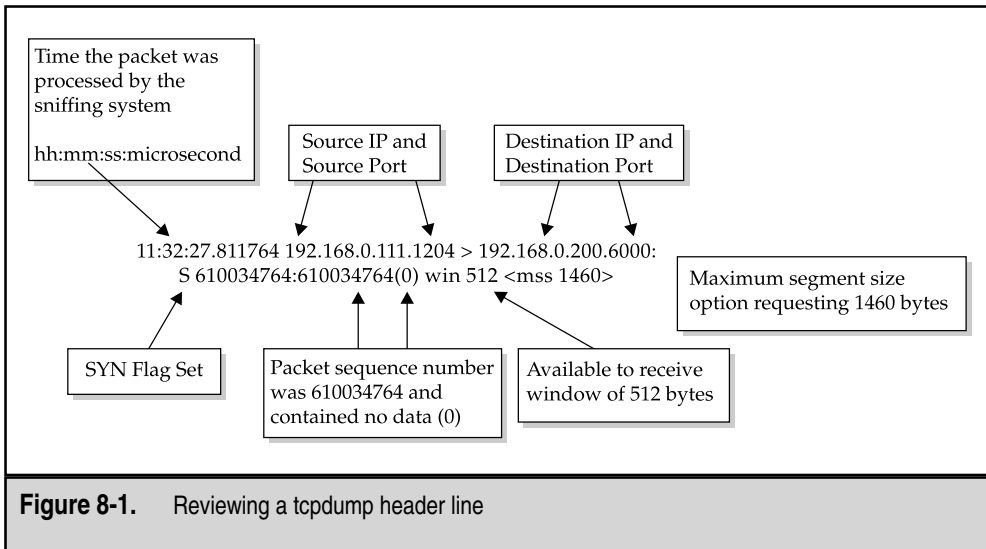 Time the packet was
processed by the
sniffing system
hh:mm:ss:microsecond
Source IP and
Source Port
Destination IP and
Destination Port
11:32:27.811764 192.168.0.111.1204 > 192.168.0.200.6000:
S 610034764:610034764(0) win 512 <mss 1460>
Maximum segment size
option requesting 1460 bytes
SYN Flag Set
Packet sequence number
was 610034764 and
contained no data (0)
Available to receive
window of 512 bytes
Figure 8-1. Reviewing a tcpdump header line